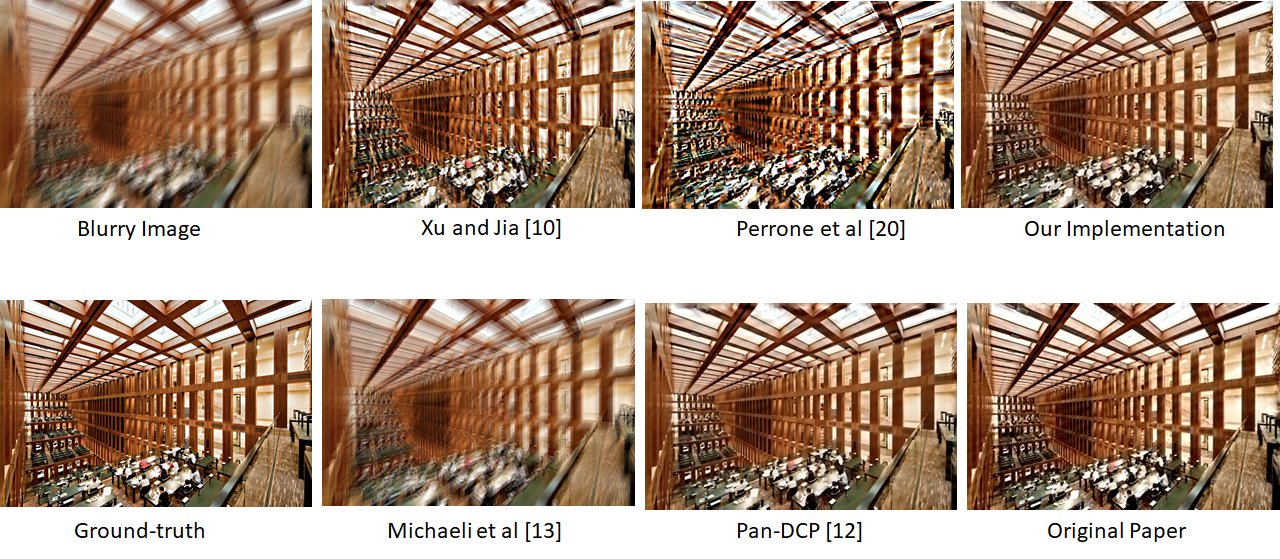 Blurry Image
Xu and Jia [10]
Perrone et al [20]
Our Implementation
Ground-truth
Michaeli et al [13]
Pan-DCP [12]
Original Paper